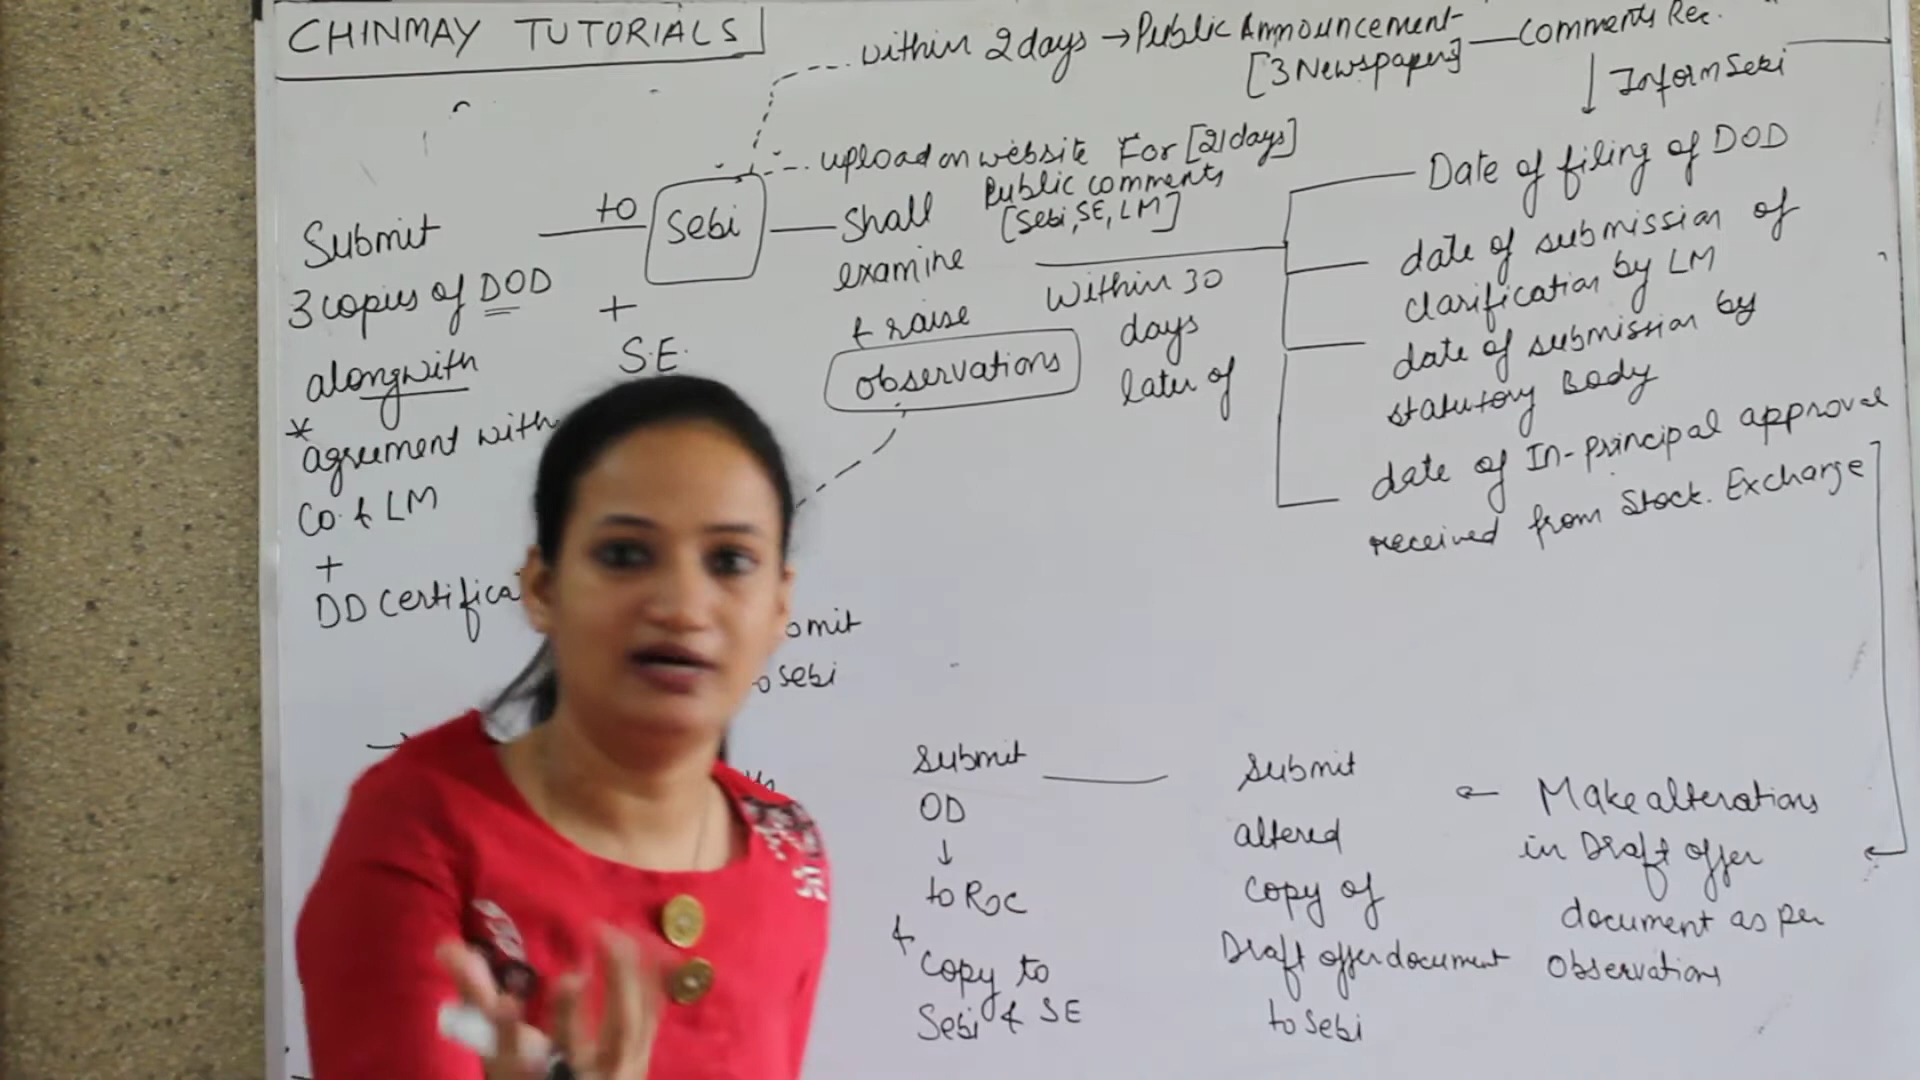 CHINMAY TUTORIALS
within 2 days → Public Announcement
[3 Newspapers]
Comments Rec.
↓ Inform Sebi
upload on website For [21 days]
Public comments
[Sebi, SE, LM]
Submit
3 copies of DOD
alongwith
*
agreement with
Co. & LM
+
DD Certifica
to
Sebi
+
S.E.
Shall
examine
& raise
observations
Within 30
days
later of
Date of filing of DOD
date of submission of
clarification by LM
date of submission by
statutory Body
date of In-principal approval
received from Stock. Exchange
omit
o Sebi
Submit
OD
↓
to Roc
& Copy to
Sebi & SE
Submit
altered
copy of
Draft offer document
to Sebi
← Make alterations
in Draft offer
document as per
observations